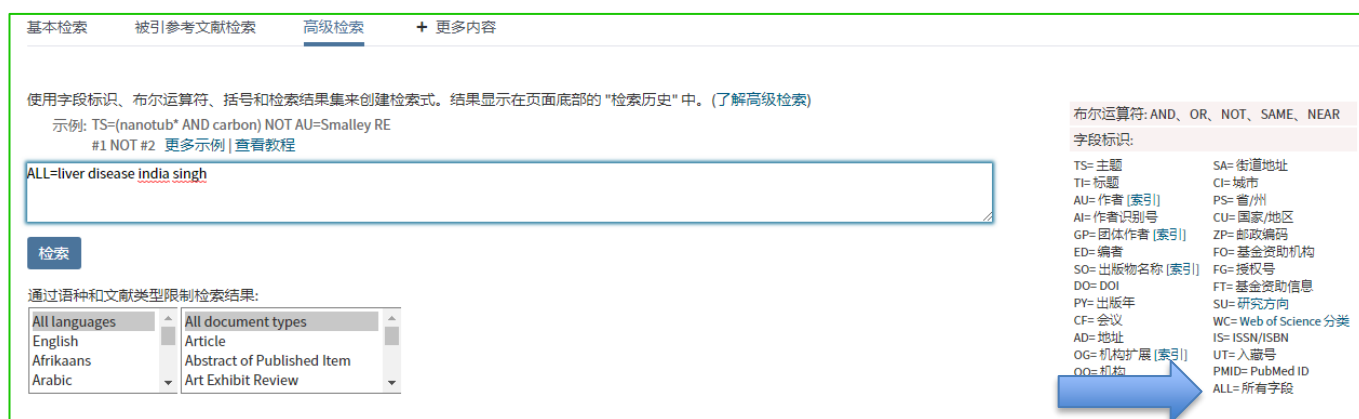 基本检索 被引参考文献检索 高级检索 + 更多内容
使用字段标识、布尔运算符、括号和检索结果集来创建检索式。结果显示在页面底部的 "检索历史" 中。(了解高级检索)
示例: TS=(nanotub* AND carbon) NOT AU=Smalley RE
#1 NOT #2 更多示例 | 查看教程
ALL=liver disease india singh
检索
通过语种和文献类型限制检索结果:
All languages
English
Afrikaans
Arabic
All document types
Article
Abstract of Published Item
Art Exhibit Review
布尔运算符: AND、OR、NOT、SAME、NEAR
字段标识:
TS= 主题
TI= 标题
AU= 作者 [索引]
AI= 作者识别号
GP= 团体作者 [索引]
ED= 编者
SO= 出版物名称 [索引]
DO= DOI
PY= 出版年
CF= 会议
AD= 地址
OG= 机构扩展 [索引]
OO= 机构
SA= 街道地址
CI= 城市
PS= 省/州
CU= 国家/地区
ZP= 邮政编码
FO= 基金资助机构
FG= 授权号
FT= 基金资助信息
SU= 研究方向
WC= Web of Science 分类
IS= ISSN/ISBN
UT= 入藏号
PMID= PubMed ID
ALL= 所有字段